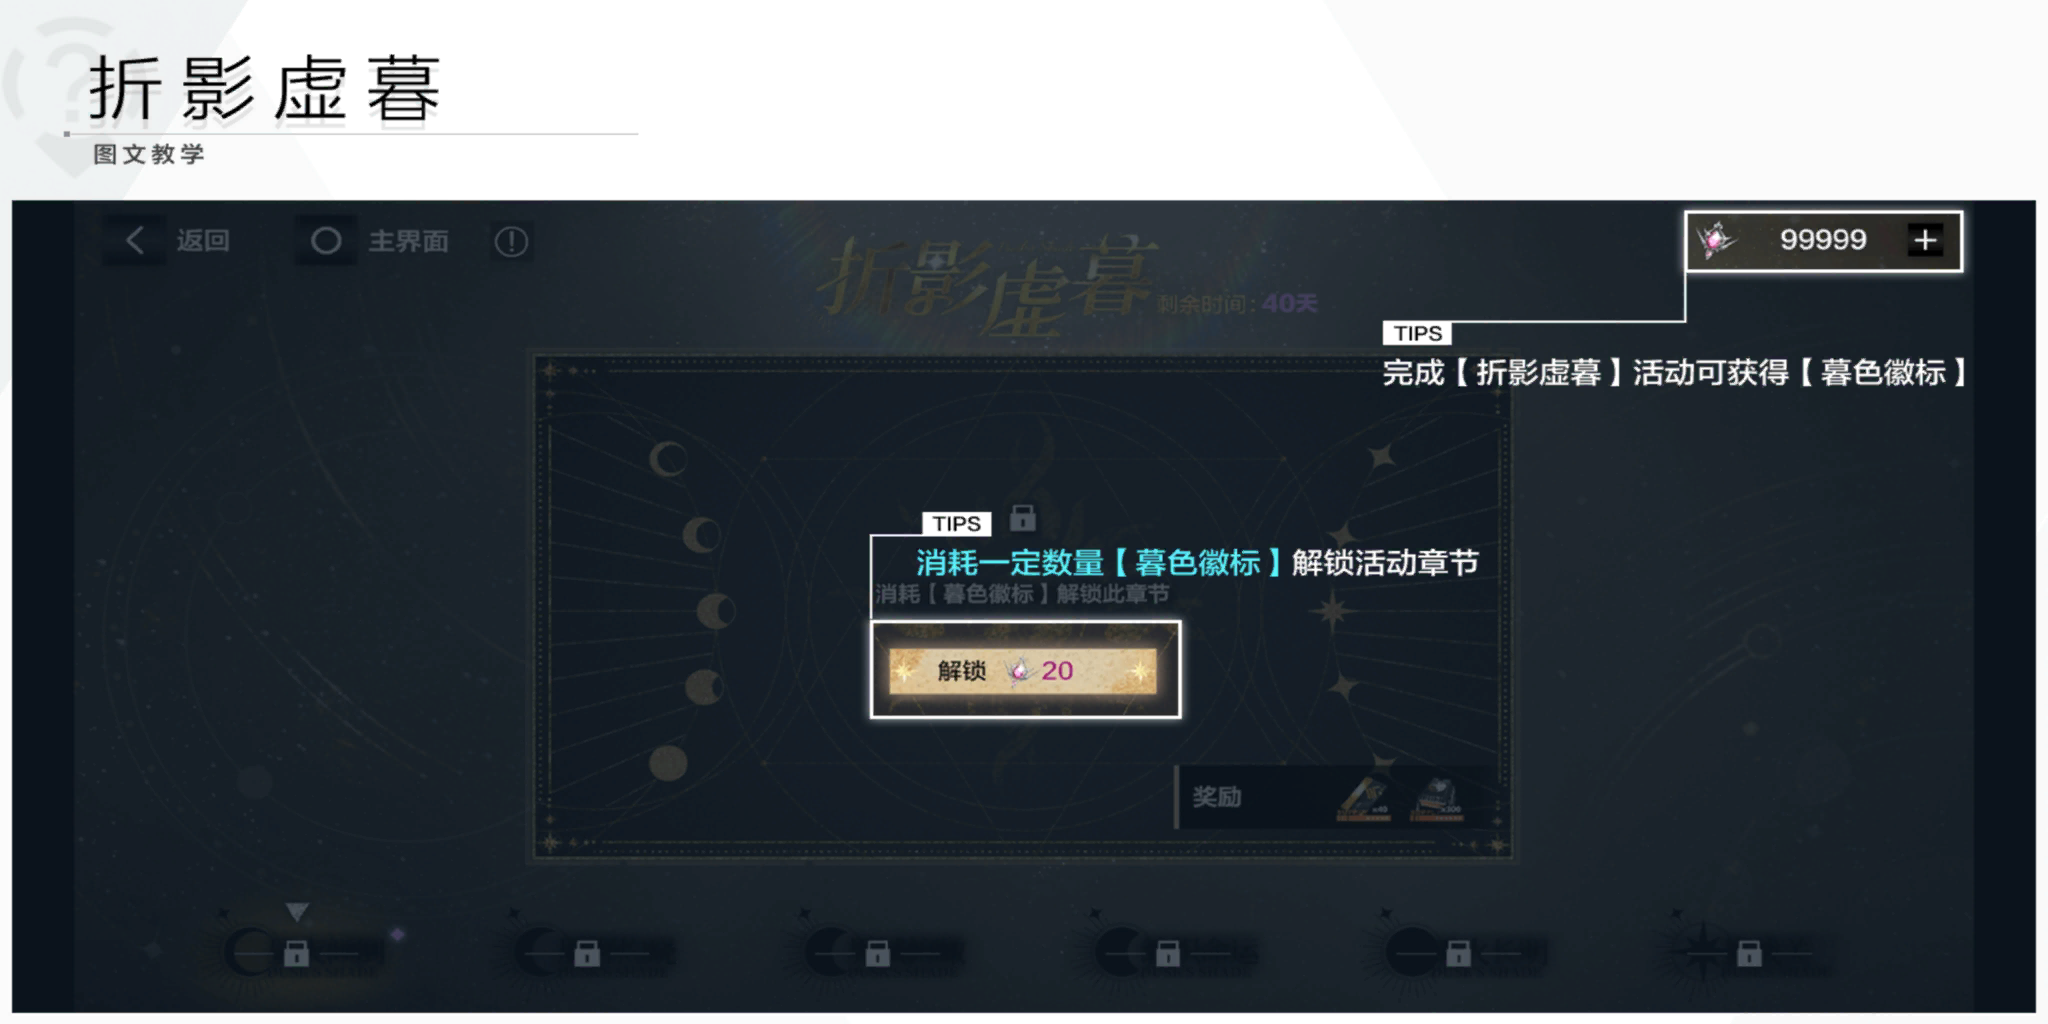 折影虚暮
图文教学
返回
主界面
折影虚暮
剩余时间：40天
99999
TIPS
完成【折影虚暮】活动可获得【暮色徽标】
TIPS
消耗一定数量【暮色徽标】解锁活动章节
消耗【暮色徽标】解锁此章节
解锁 20
奖励
x40
x300